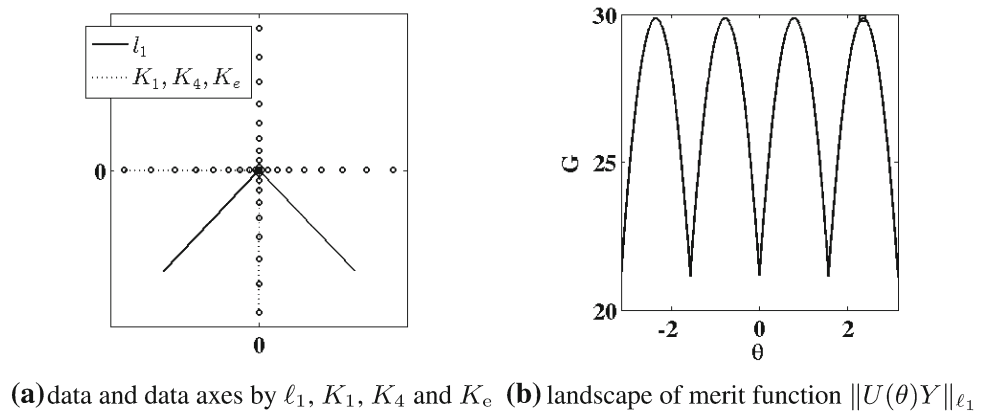 l₁
K₁, K₄, Kₑ
0
0
30
25
20
G
-2
0
2
θ
(a) data and data axes by ℓ₁, K₁, K₄ and Kₑ
(b) landscape of merit function ‖U(θ)Y‖ℓ₁